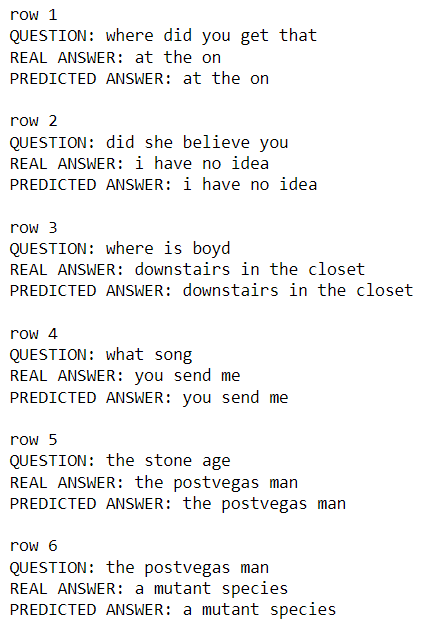 row 1
QUESTION: where did you get that
REAL ANSWER: at the on
PREDICTED ANSWER: at the on
row 2
QUESTION: did she believe you
REAL ANSWER: i have no idea
PREDICTED ANSWER: i have no idea
row 3
QUESTION: where is boyd
REAL ANSWER: downstairs in the closet
PREDICTED ANSWER: downstairs in the closet
row 4
QUESTION: what song
REAL ANSWER: you send me
PREDICTED ANSWER: you send me
row 5
QUESTION: the stone age
REAL ANSWER: the postvegas man
PREDICTED ANSWER: the postvegas man
row 6
QUESTION: the postvegas man
REAL ANSWER: a mutant species
PREDICTED ANSWER: a mutant species